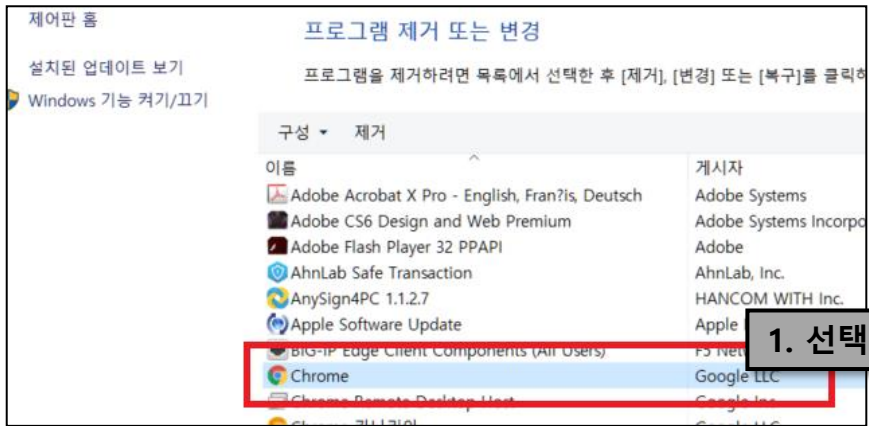 제어판 홈
설치된 업데이트 보기
Windows 기능 켜기/끄기
프로그램 제거 또는 변경
프로그램을 제거하려면 목록에서 선택한 후 [제거], [변경] 또는 [복구]를 클릭하
구성 제거
이름 게시자
Adobe Acrobat X Pro - English, Fran?is, Deutsch Adobe Systems
Adobe CS6 Design and Web Premium Adobe Systems Incorpo
Adobe Flash Player 32 PPAPI Adobe
AhnLab Safe Transaction AhnLab, Inc.
AnySign4PC 1.1.2.7 HANCOM WITH Inc.
Apple Software Update Apple
1. 선택
BIG-IP Edge Client Components (All Users) F5 Net
Chrome Google LLC
Chrome Remote Desktop Host Google Inc
Chrome Google LLC